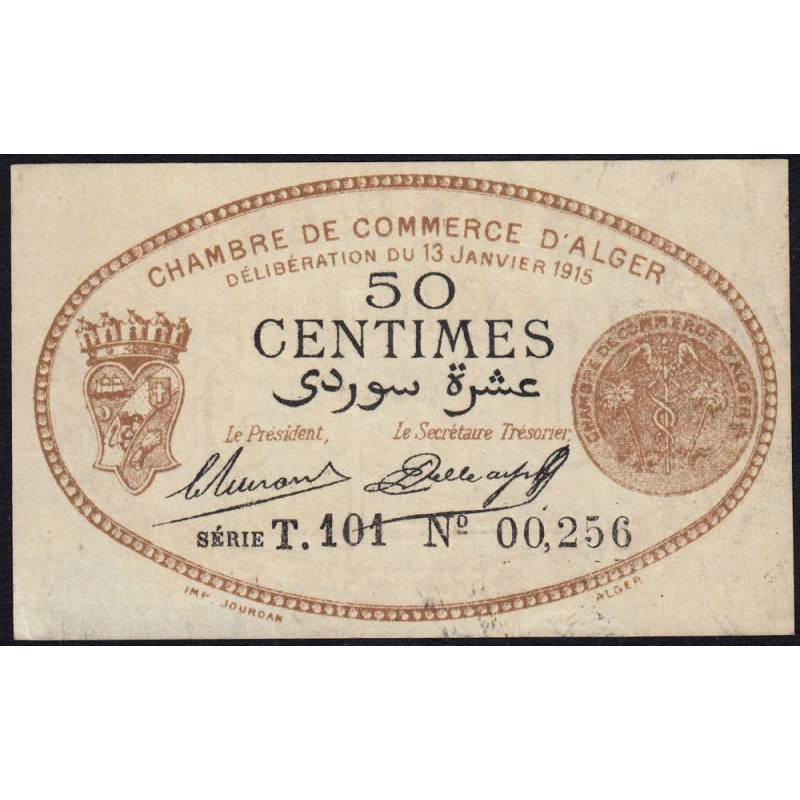 CHAMBRE DE COMMERCE D'ALGER
DÉLIBÉRATION DU 13 JANVIER 1915
50
CENTIMES
عشرة سوردى
Le Président,
Le Secrétaire Trésorier,
CHAMBRE DE COMMERCE D'ALGER
SÉRIE T.101 Nº 00,256
IMP. JOURDAN
ALGER